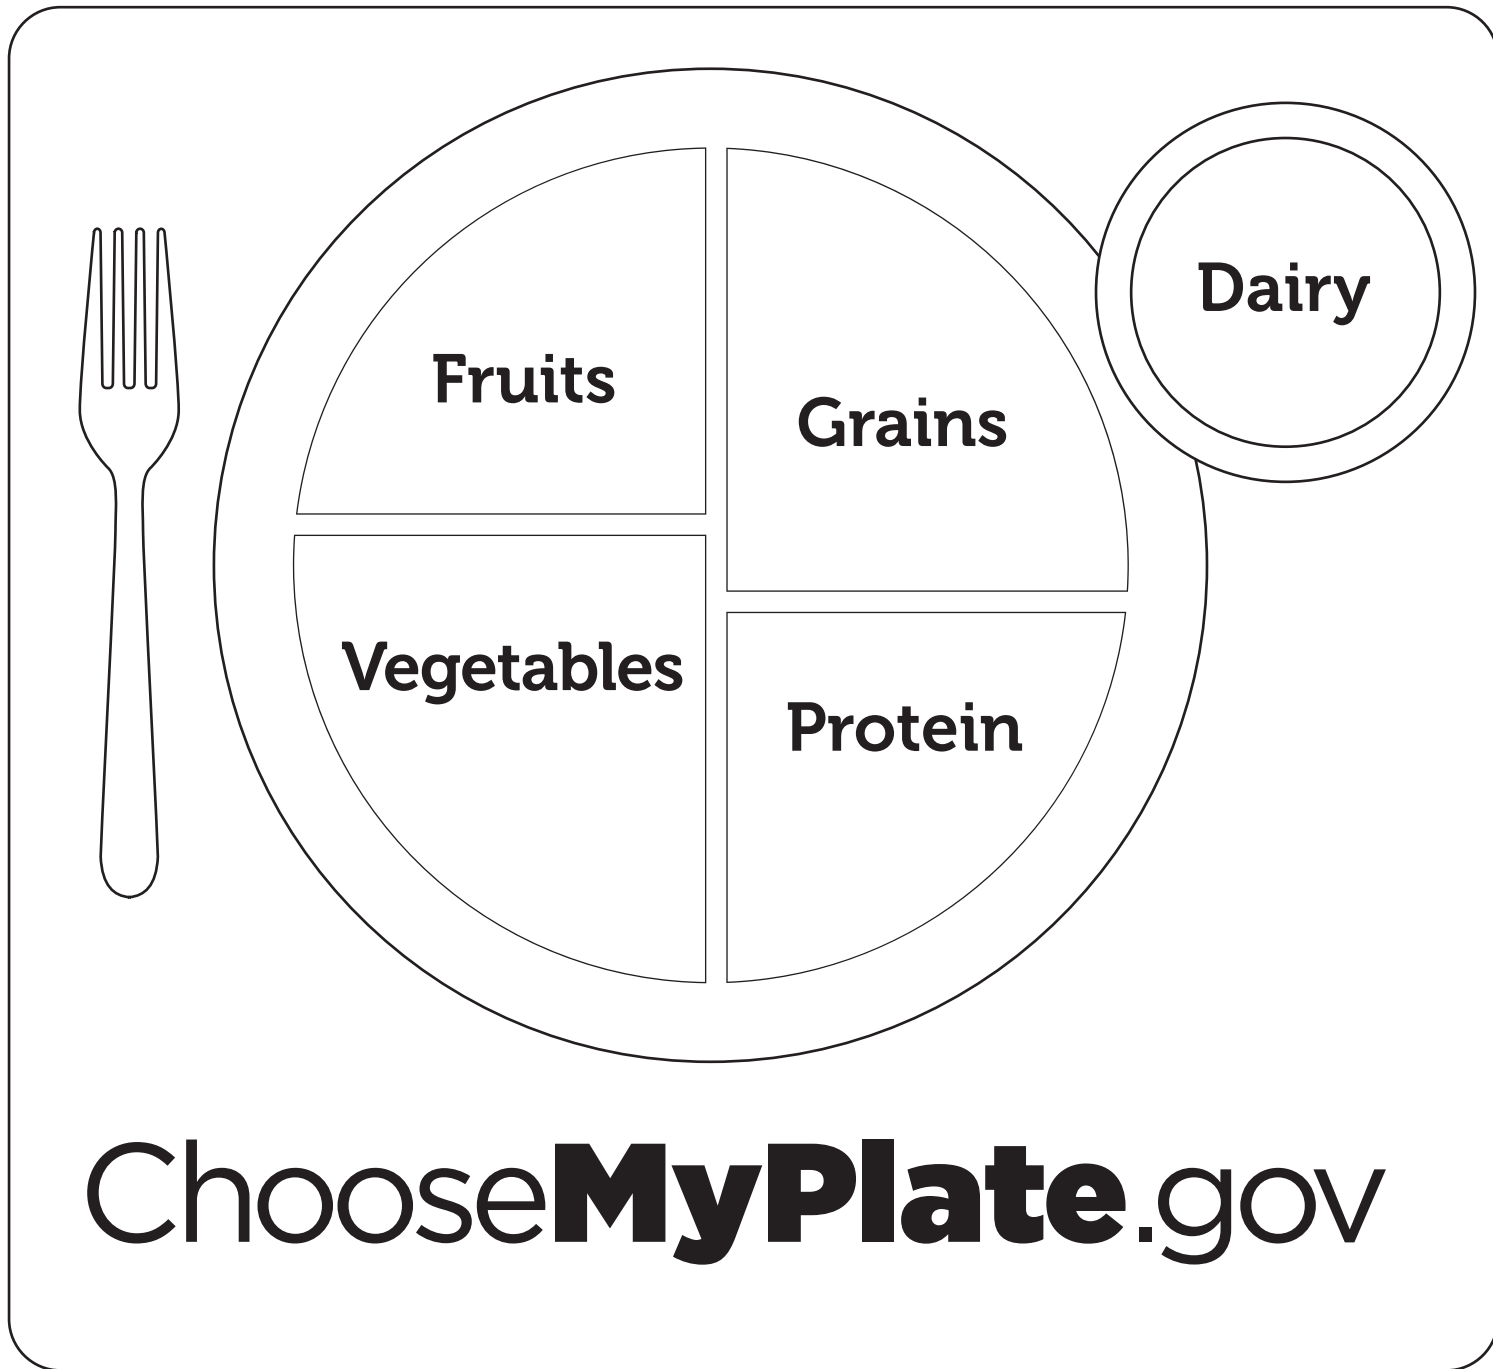 Dairy
Fruits
Grains
Vegetables
Protein
ChooseMyPlate.gov